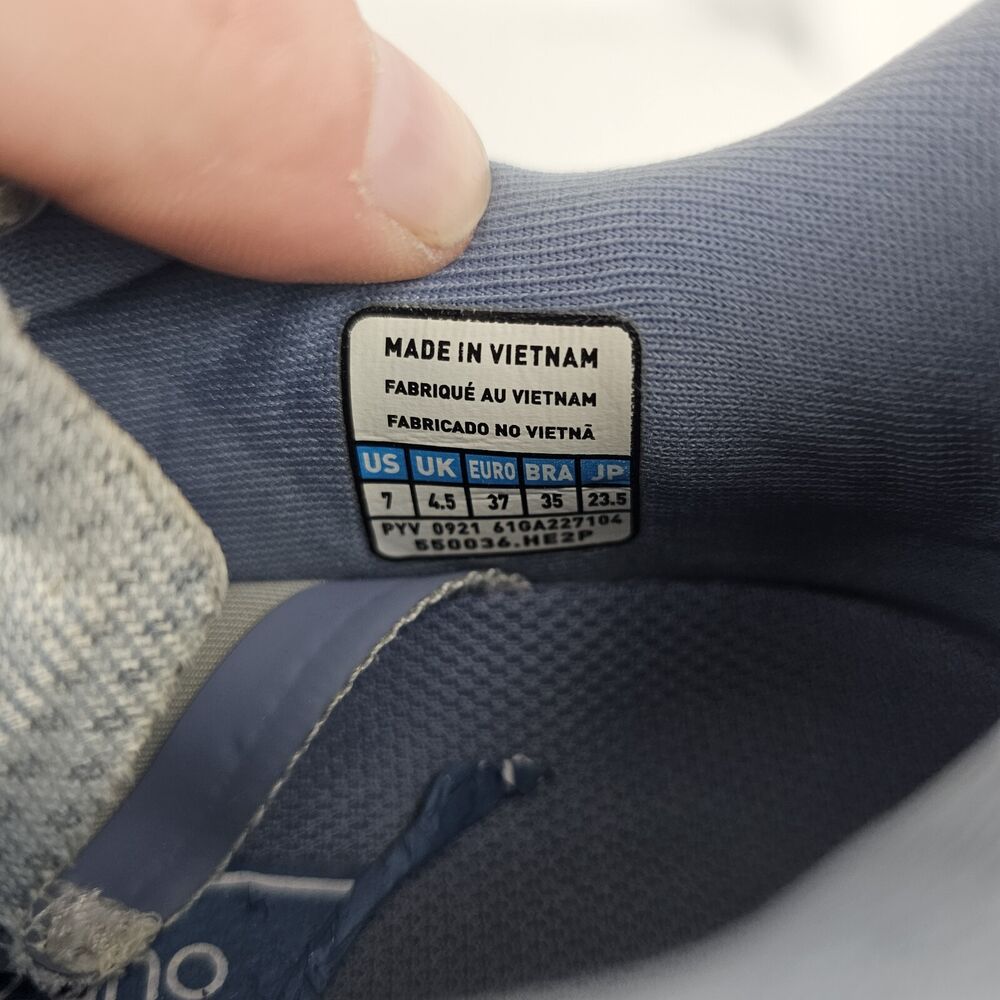 MADE IN VIETNAM
FABRIQUÉ AU VIETNAM
FABRICADO NO VIETNÃ
US UK EURO BRA JP
7 4.5 37 35 23.5
PYV 0921 61GA227104
550036.HE2P